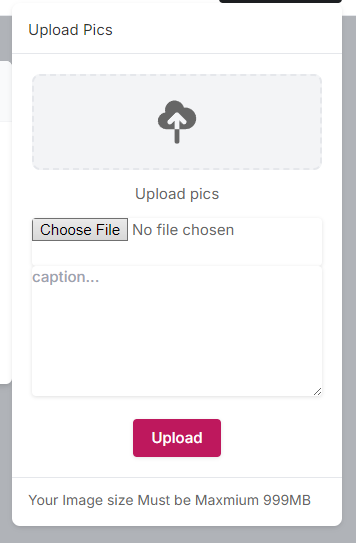 Upload Pics
Upload pics
Choose File No file chosen
caption...
Upload
Your Image size Must be Maxmium 999MB